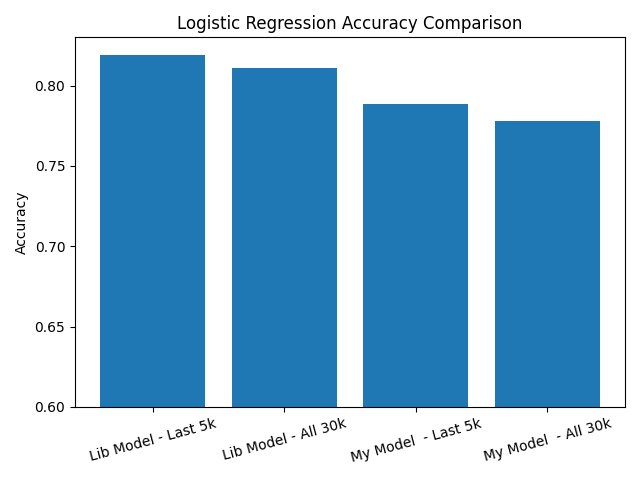 Logistic Regression Accuracy Comparison
Accuracy
0.80
0.75
0.70
0.65
0.60
Lib Model - Last 5k
Lib Model - All 30k
My Model  - Last 5k
My Model  - All 30k